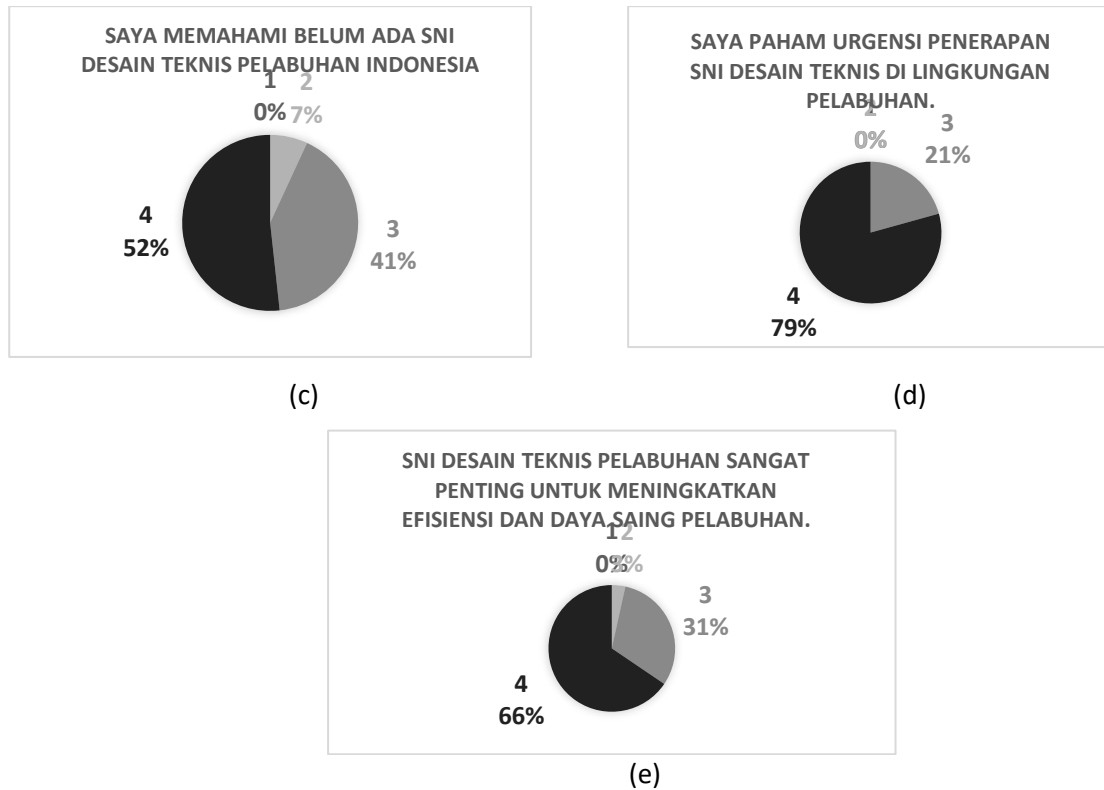 SAYA MEMAHAMI BELUM ADA SNI
DESAIN TEKNIS PELABUHAN INDONESIA
1
0%
2
7%
3
41%
4
52%
(c)
SAYA PAHAM URGENSI PENERAPAN
SNI DESAIN TEKNIS DI LINGKUNGAN
PELABUHAN.
0%
3
21%
4
79%
(d)
SNI DESAIN TEKNIS PELABUHAN SANGAT
PENTING UNTUK MENINGKATKAN
EFISIENSI DAN DAYA SAING PELABUHAN.
1
0%
2
3%
3
31%
4
66%
(e)